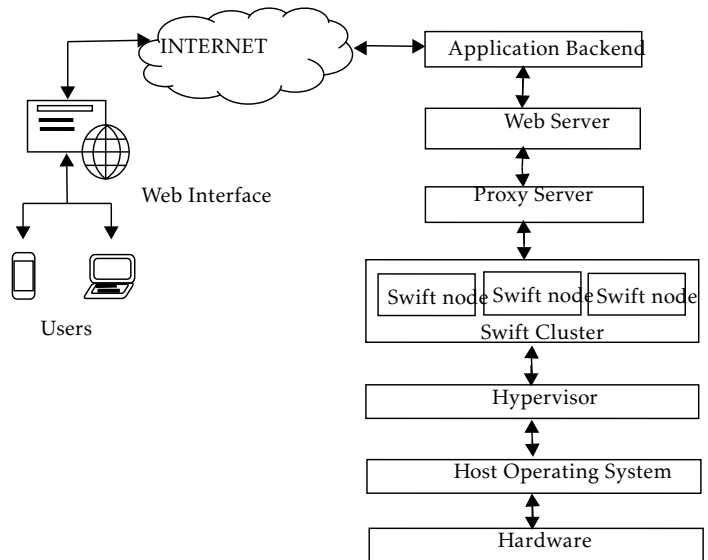 INTERNET
Application Backend
Web Server
Web Interface
Proxy Server
Swift node
Swift node
Swift node
Users
Swift Cluster
Hypervisor
Host Operating System
Hardware